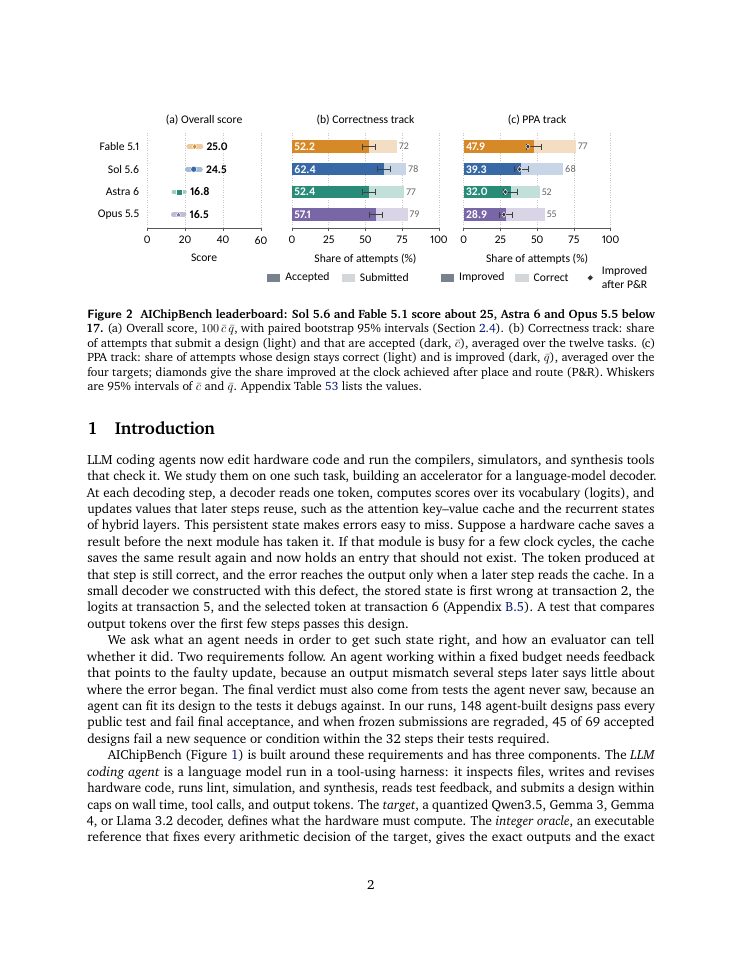 (a) Overall score
(b) Correctness track
(c) PPA track
Fable 5.1
25.0
52.2
72
47.9
77
Sol 5.6
24.5
62.4
78
39.3
68
Astra 6
16.8
52.4
77
32.0
52
Opus 5.5
16.5
57.1
79
28.9
55
0 20 40 60
0 25 50 75 100
0 25 50 75 100
Score
Share of attempts (%)
Share of attempts (%)
Accepted
Submitted
Improved
Correct
Improved
after P&R
Figure 2 AIChipBench leaderboard: Sol 5.6 and Fable 5.1 score about 25, Astra 6 and Opus 5.5 below
17. (a) Overall score, 100 c̄ q̄, with paired bootstrap 95% intervals (Section 2.4). (b) Correctness track: share
of attempts that submit a design (light) and that are accepted (dark, c̄), averaged over the twelve tasks. (c)
PPA track: share of attempts whose design stays correct (light) and is improved (dark, q̄), averaged over the
four targets; diamonds give the share improved at the clock achieved after place and route (P&R). Whiskers
are 95% intervals of c̄ and q̄. Appendix Table 53 lists the values.
1 Introduction
LLM coding agents now edit hardware code and run the compilers, simulators, and synthesis tools
that check it. We study them on one such task, building an accelerator for a language-model decoder.
At each decoding step, a decoder reads one token, computes scores over its vocabulary (logits), and
updates values that later steps reuse, such as the attention key–value cache and the recurrent states
of hybrid layers. This persistent state makes errors easy to miss. Suppose a hardware cache saves a
result before the next module has taken it. If that module is busy for a few clock cycles, the cache
saves the same result again and now holds an entry that should not exist. The token produced at
that step is still correct, and the error reaches the output only when a later step reads the cache. In a
small decoder we constructed with this defect, the stored state is first wrong at transaction 2, the
logits at transaction 5, and the selected token at transaction 6 (Appendix B.5). A test that compares
output tokens over the first few steps passes this design.
We ask what an agent needs in order to get such state right, and how an evaluator can tell
whether it did. Two requirements follow. An agent working within a fixed budget needs feedback
that points to the faulty update, because an output mismatch several steps later says little about
where the error began. The final verdict must also come from tests the agent never saw, because an
agent can fit its design to the tests it debugs against. In our runs, 148 agent-built designs pass every
public test and fail final acceptance, and when frozen submissions are regraded, 45 of 69 accepted
designs fail a new sequence or condition within the 32 steps their tests required.
AIChipBench (Figure 1) is built around these requirements and has three components. The LLM
coding agent is a language model run in a tool-using harness: it inspects files, writes and revises
hardware code, runs lint, simulation, and synthesis, reads test feedback, and submits a design within
caps on wall time, tool calls, and output tokens. The target, a quantized Qwen3.5, Gemma 3, Gemma
4, or Llama 3.2 decoder, defines what the hardware must compute. The integer oracle, an executable
reference that fixes every arithmetic decision of the target, gives the exact outputs and the exact
2